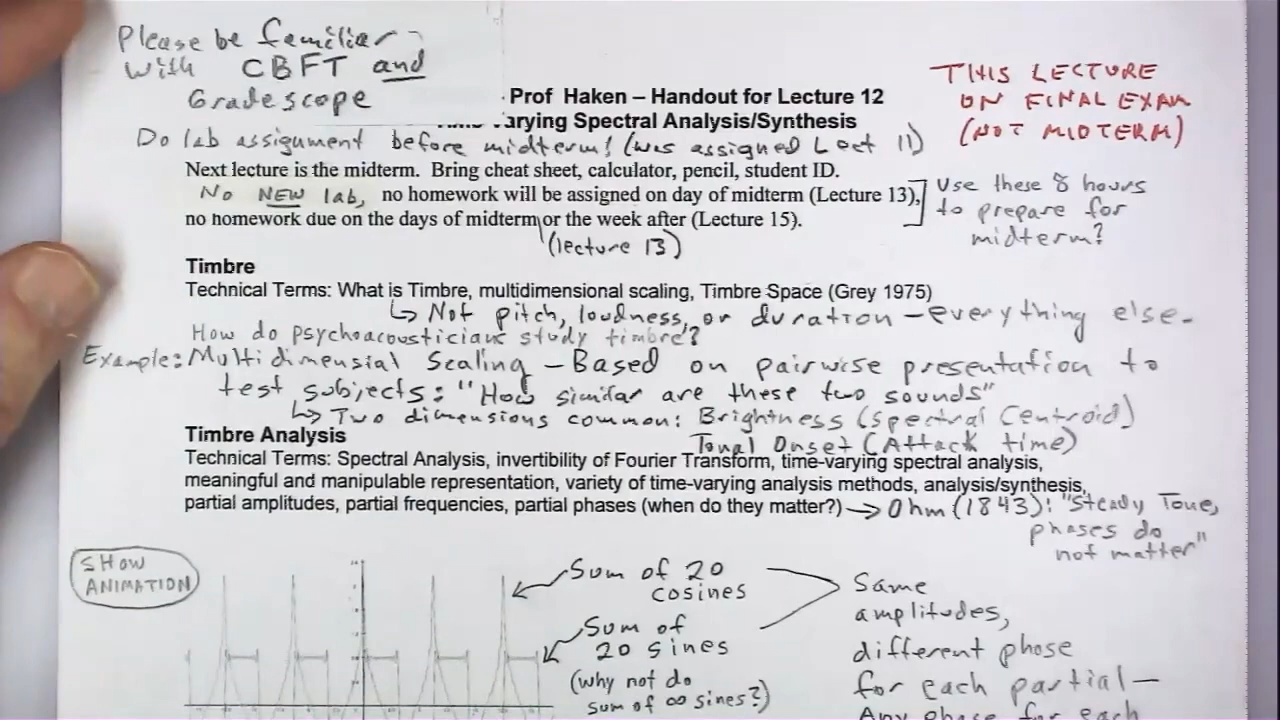 Please be familiar
with CBFT and
Gradescope
THIS LECTURE
ON FINAL EXAM
(NOT MIDTERM)
Prof Haken – Handout for Lecture 12
arying Spectral Analysis/Synthesis
Do lab assignment before midterm! (was assigned Lect 11)
Next lecture is the midterm. Bring cheat sheet, calculator, pencil, student ID.
No NEW lab, no homework will be assigned on day of midterm (Lecture 13),
no homework due on the days of midterm or the week after (Lecture 15).
(lecture 13)
Use these 8 hours
to prepare for
midterm?
Timbre
Technical Terms: What is Timbre, multidimensional scaling, Timbre Space (Grey 1975)
↳ Not pitch, loudness, or duration – everything else.
How do psychoacousticians study timbre?
Example: Multidimensial Scaling – Based on pairwise presentation to
test subjects: "How similar are these two sounds"
↳ Two dimensions common: Brightness (Spectral Centroid)
Tonal Onset (Attack time)
Timbre Analysis
Technical Terms: Spectral Analysis, invertibility of Fourier Transform, time-varying spectral analysis,
meaningful and manipulable representation, variety of time-varying analysis methods, analysis/synthesis,
partial amplitudes, partial frequencies, partial phases (when do they matter?) → Ohm (1843): "Steady Tone,
phases do
not matter"
SHOW
ANIMATION
Sum of 20
cosines
Sum of
20 sines
(why not do
sum of ∞ sines?)
Same
amplitudes,
different phase
for each partial –
Any phase for each